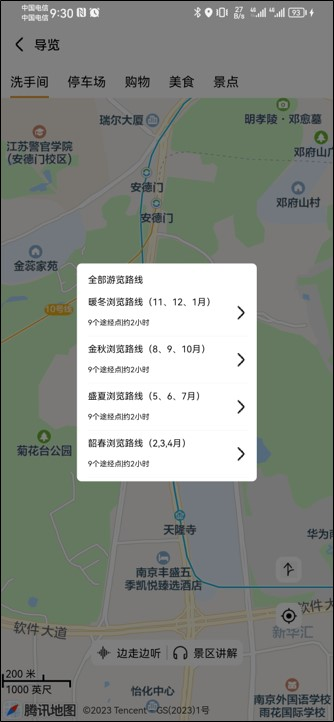 中国电信
中国电信
9:30
27
B/s
93
导览
洗手间 停车场 购物 美食 景点
瑞尔大厦
明孝陵·邓愈墓
江苏警官学院
(安德门校区)
邓府山广
安德门
邓府山村
安德门
金蕊家苑
10号线
全部游览路线
暖冬浏览路线（11、12、1月）
9个途经点|约2小时
金秋浏览路线（8、9、10月）
9个途经点|约2小时
盛夏浏览路线（5、6、7月）
9个途经点|约2小时
韶春浏览路线（2,3,4月）
9个途经点|约2小时
菊花台公园
天隆寺
华为
南京丰盛五
季凯悦臻选酒店
软件大道
软件大
新华汇
边走边听
景区讲解
200 米
1000 英尺
腾讯地图
©2023 Tencent - GS(2023)1号
怡化中心
南京外国语学校
雨花国际学校